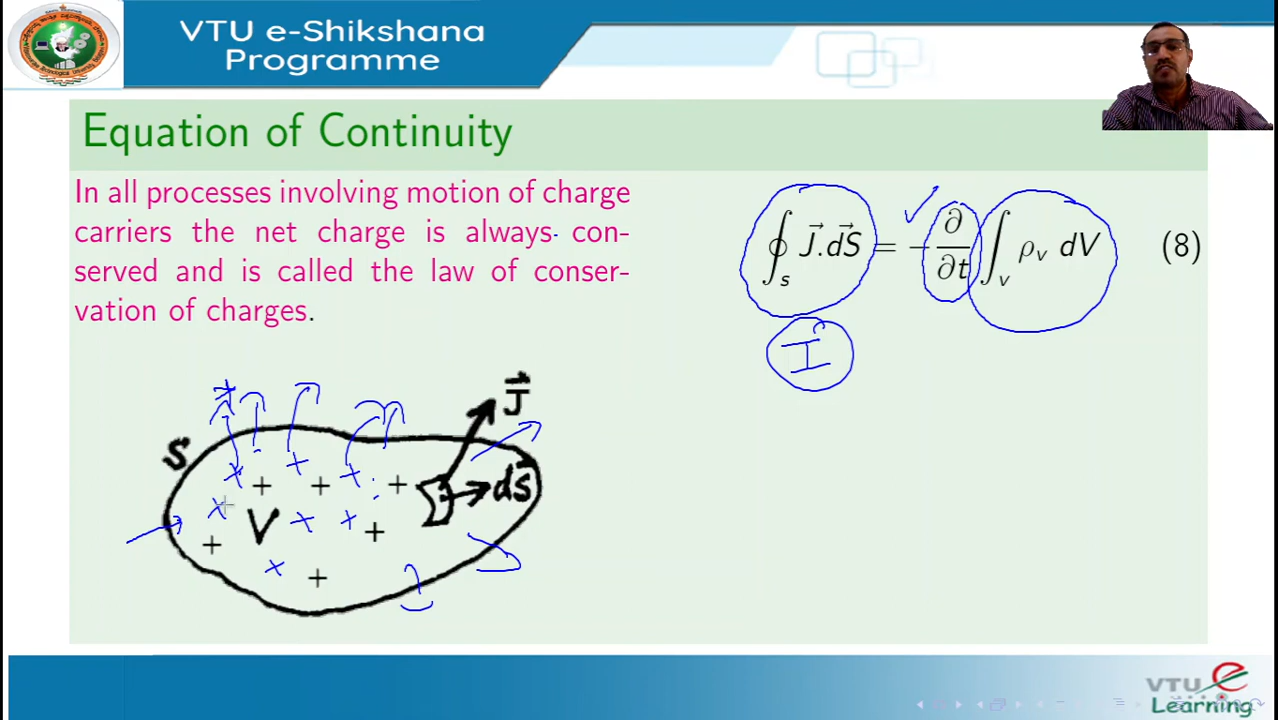 VTU e-Shikshana
Programme
Equation of Continuity
In all processes involving motion of charge
carriers the net charge is always con-
served and is called the law of conser-
vation of charges.
∮ₛ J⃗.dS⃗ = −∂/∂t ∫ᵥ ρᵥ dV (8)
I
J⃗
S
dS⃗
V
VTU
Learning